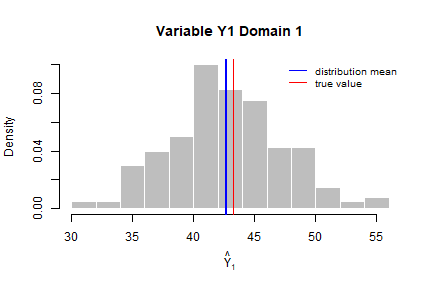 Variable Y1 Domain 1
distribution mean
true value
Density
0.00
0.04
0.08
30 35 40 45 50 55
Ŷ₁